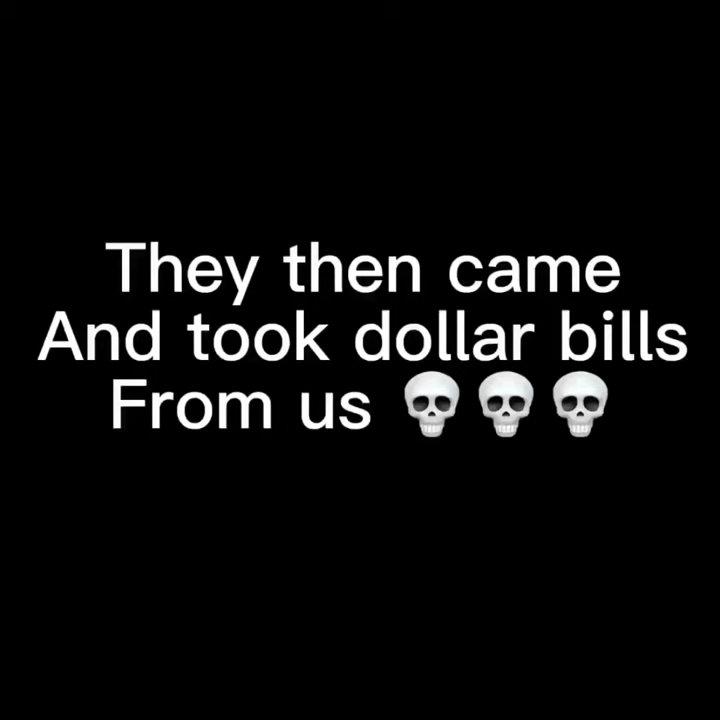 They then came
And took dollar bills
From us 💀💀💀